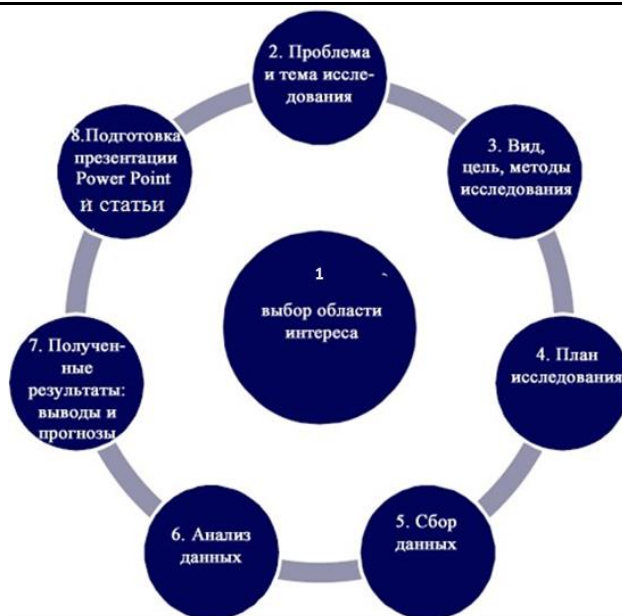 1
выбор области
интереса
2. Проблема
и тема иссле-
дования
3. Вид,
цель, методы
исследования
4. План
исследования
5. Сбор
данных
6. Анализ
данных
7. Получен-
ные
результаты:
выводы и
прогнозы
8.Подготовка
презентации
Power Point
и статьи